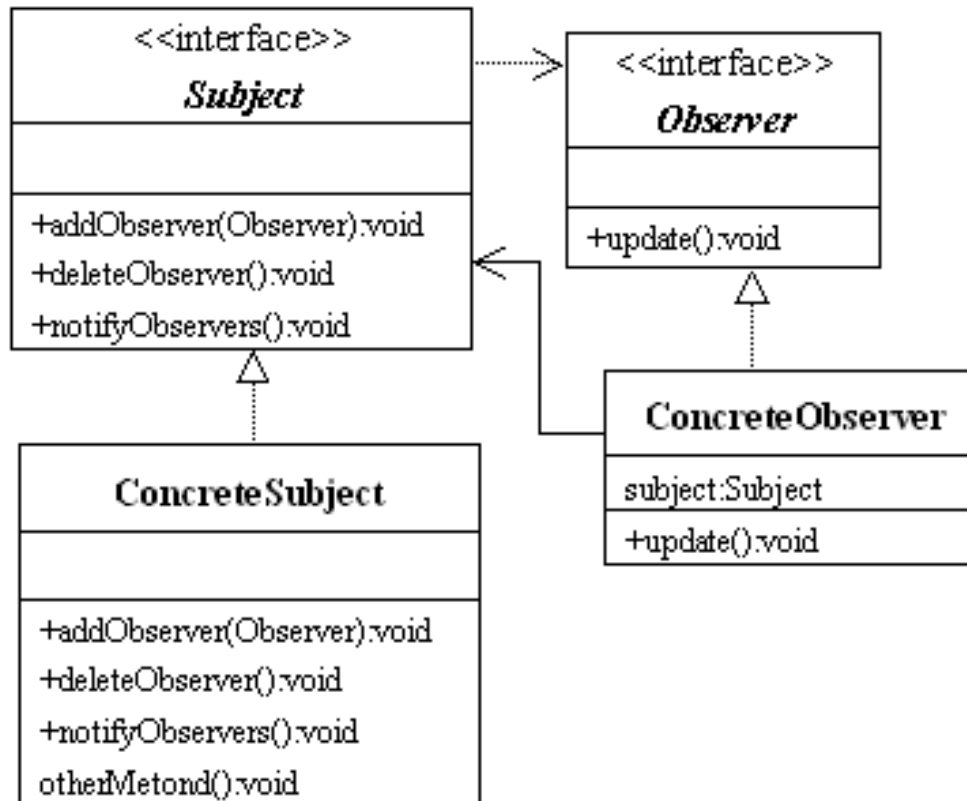 <<interface>>
Subject
+addObserver(Observer):void
+deleteObserver():void
+notifyObservers():void
<<interface>>
Observer
+update():void
ConcreteSubject
+addObserver(Observer):void
+deleteObserver():void
+notifyObservers():void
otherMetond():void
ConcreteObserver
subject:Subject
+update():void